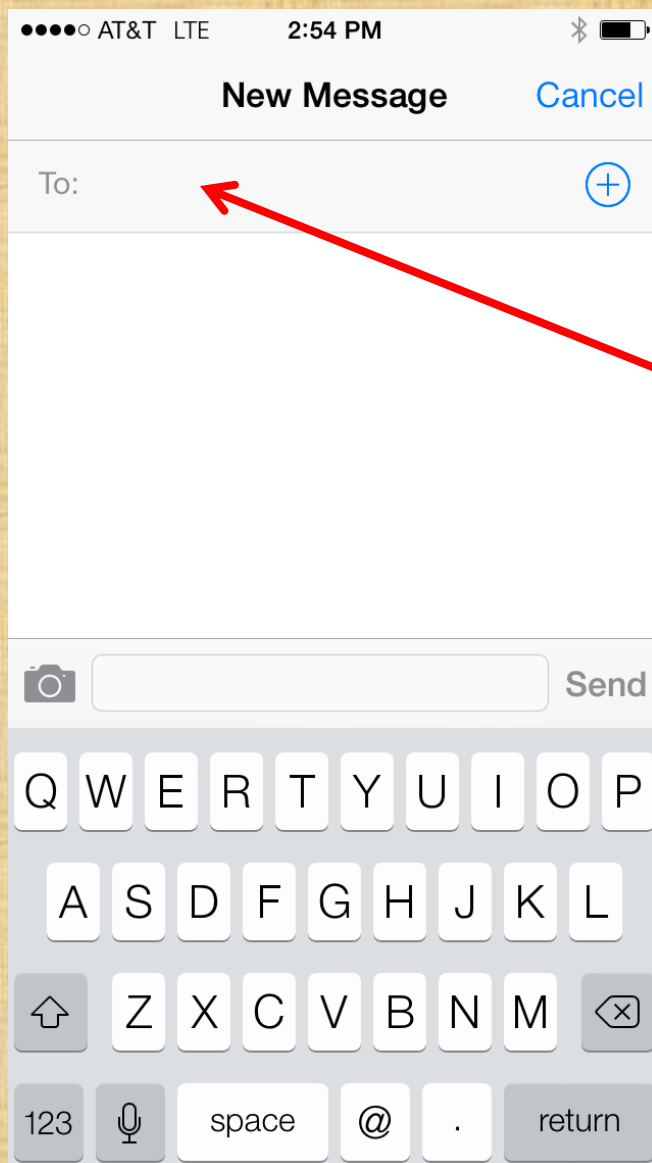 AT&T LTE 2:54 PM
New Message Cancel
To:
Send
Q W E R T Y U I O P
A S D F G H J K L
Z X C V B N M
123 space @ . return